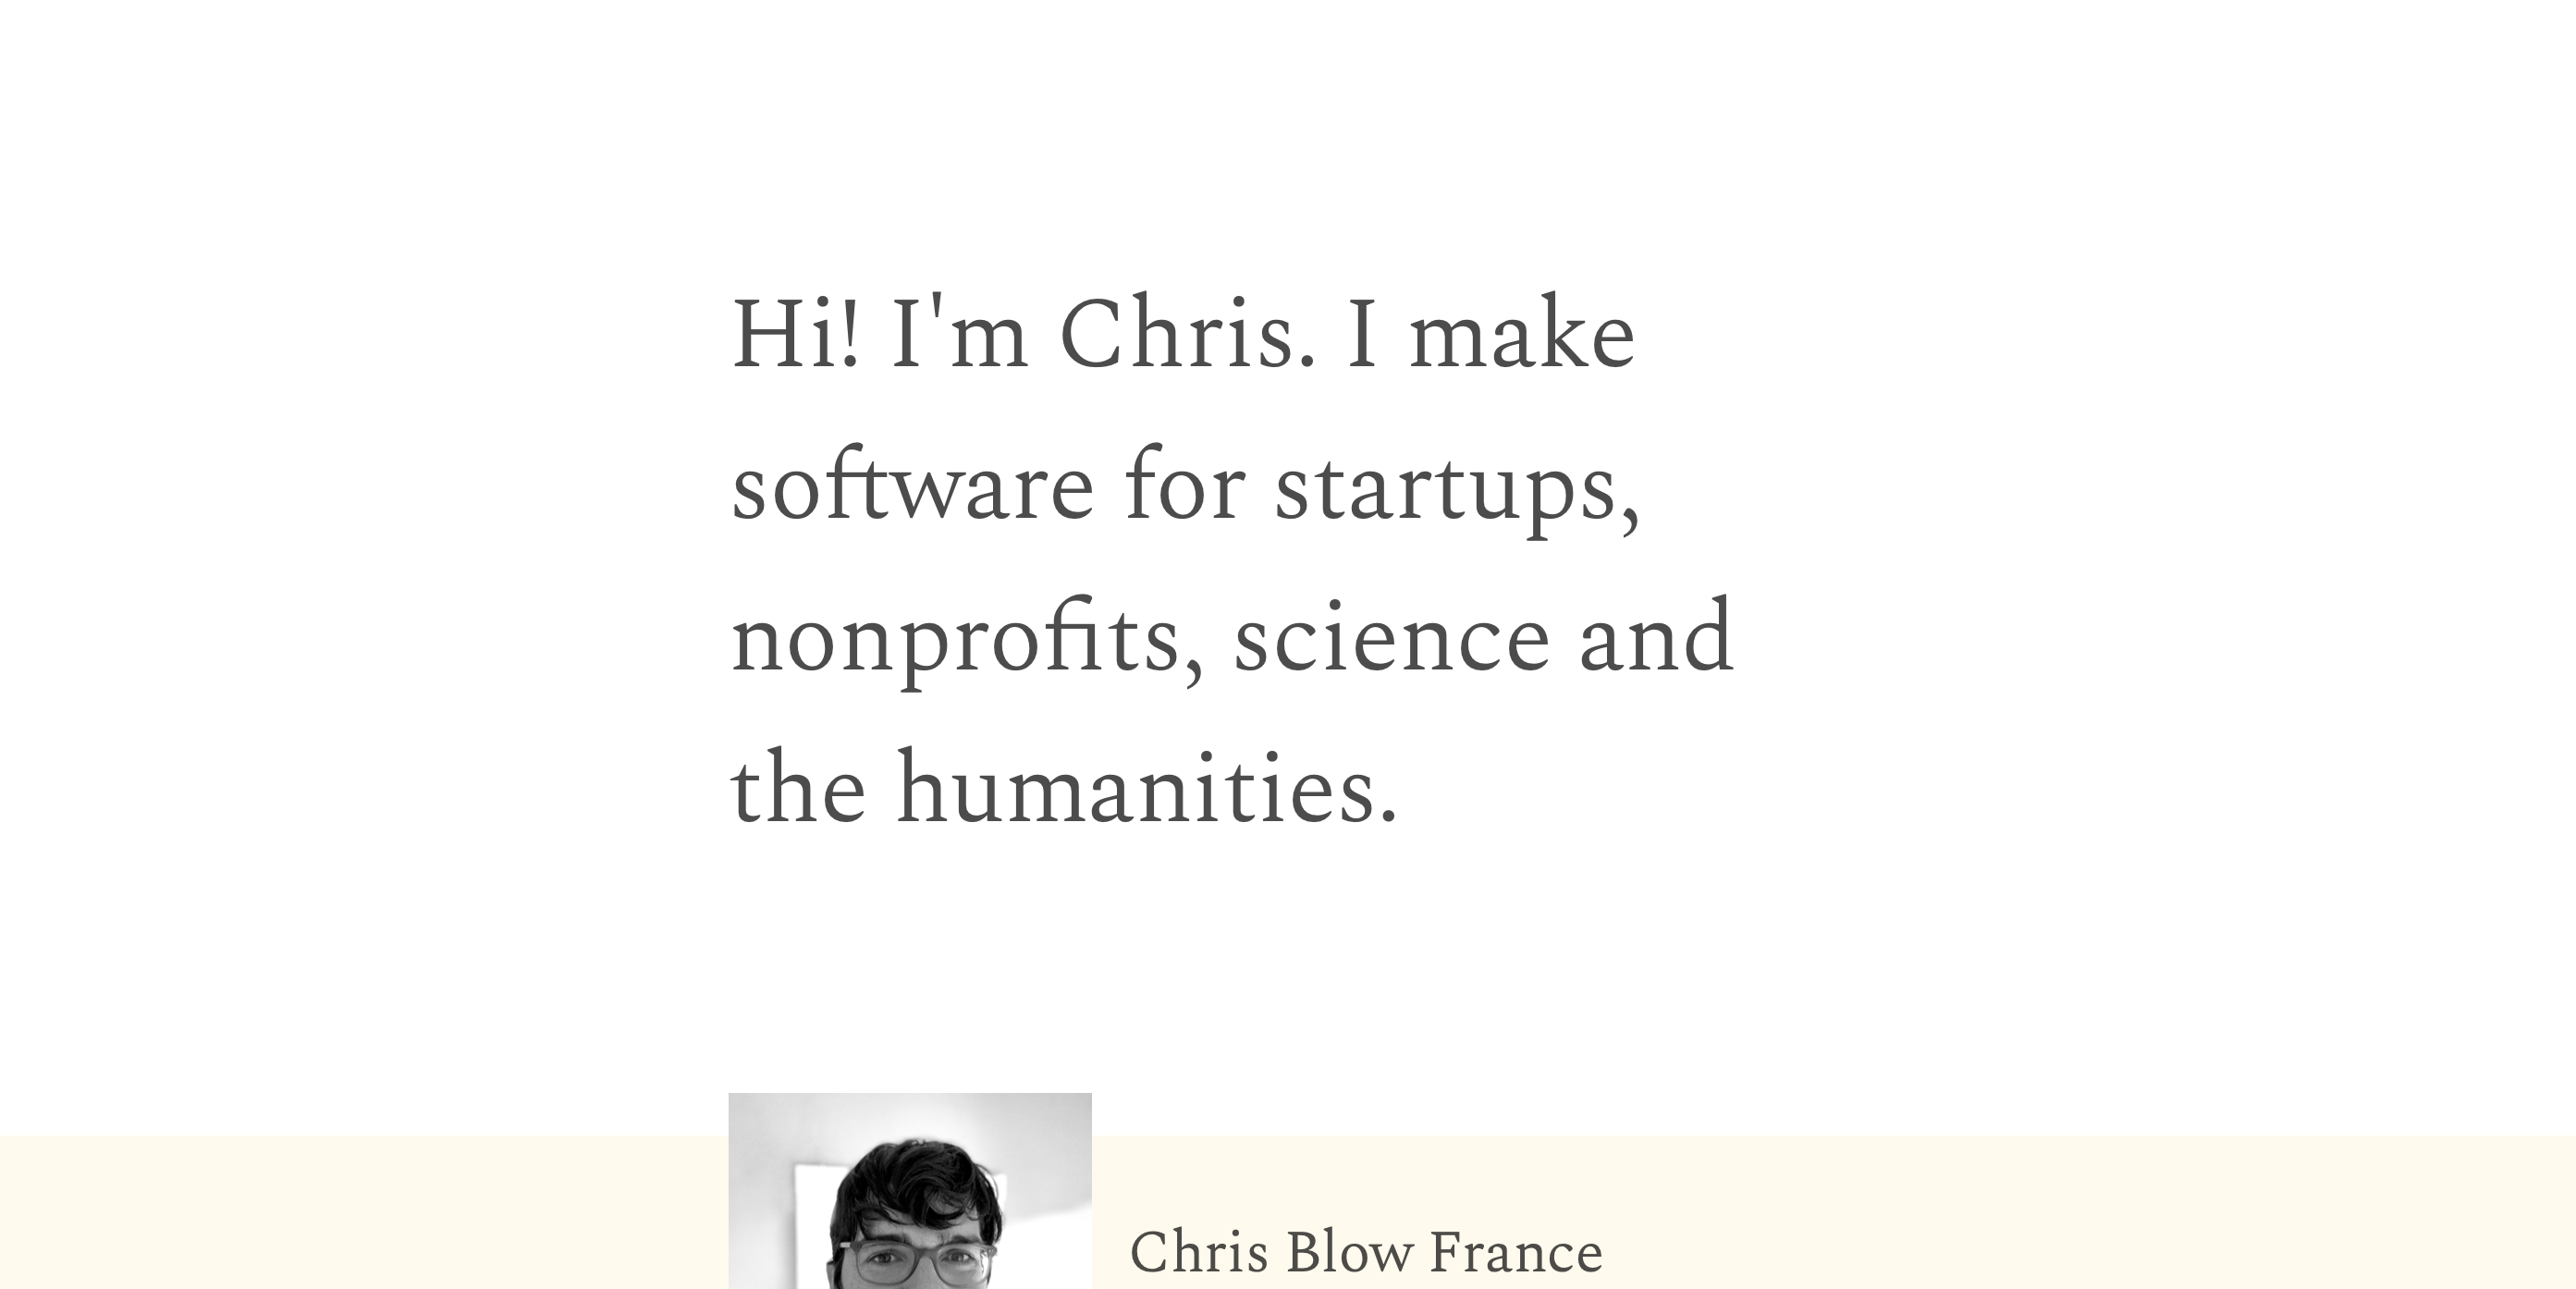 Hi! I'm Chris. I make
software for startups,
nonprofits, science and
the humanities.
Chris Blow France